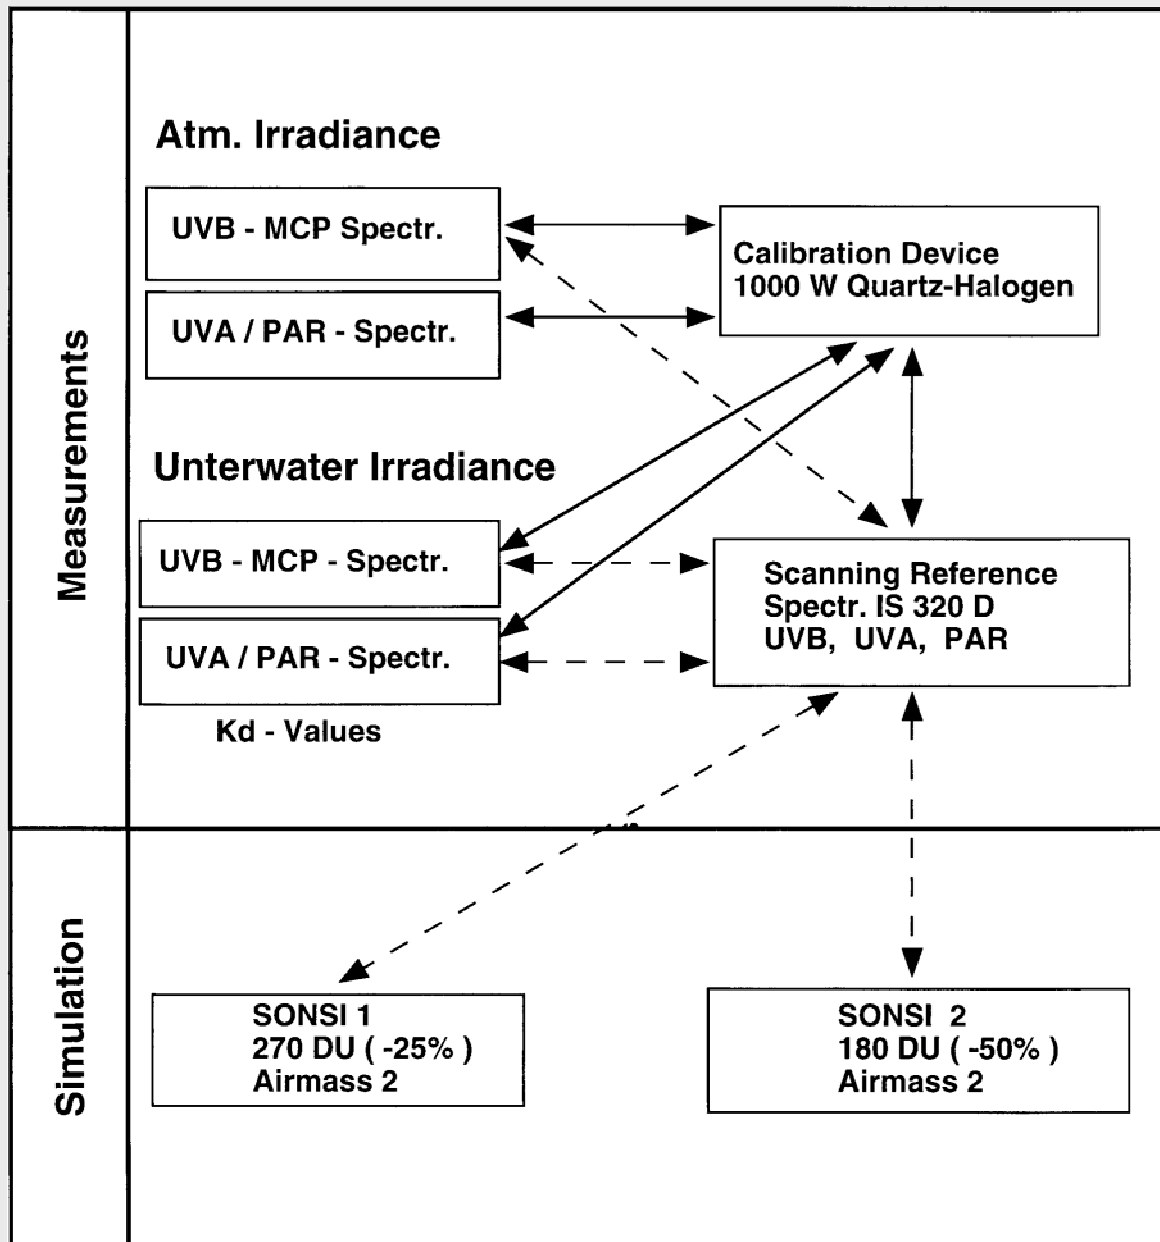 Measurements
Atm. Irradiance
UVB - MCP Spectr.
UVA / PAR - Spectr.
Calibration Device
1000 W Quartz-Halogen
Unterwater Irradiance
UVB - MCP - Spectr.
UVA / PAR - Spectr.
Kd - Values
Scanning Reference
Spectr. IS 320 D
UVB, UVA, PAR
Simulation
SONSI 1
270 DU ( -25% )
Airmass 2
SONSI 2
180 DU ( -50% )
Airmass 2